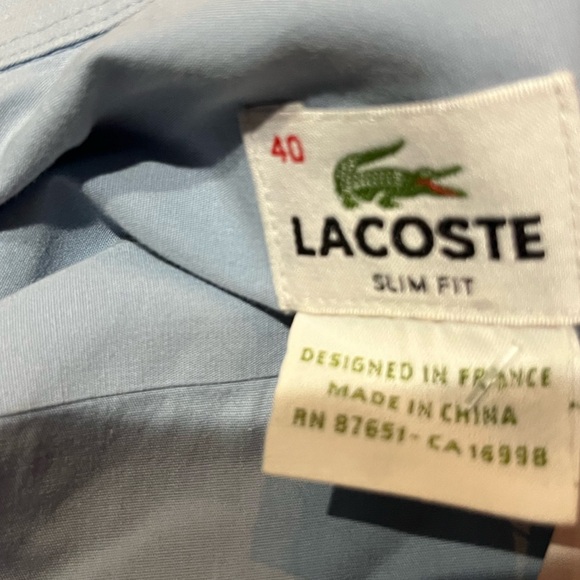 40
LACOSTE
SLIM FIT
DESIGNED IN FRANCE
MADE IN CHINA
RN 87651 - CA 16998